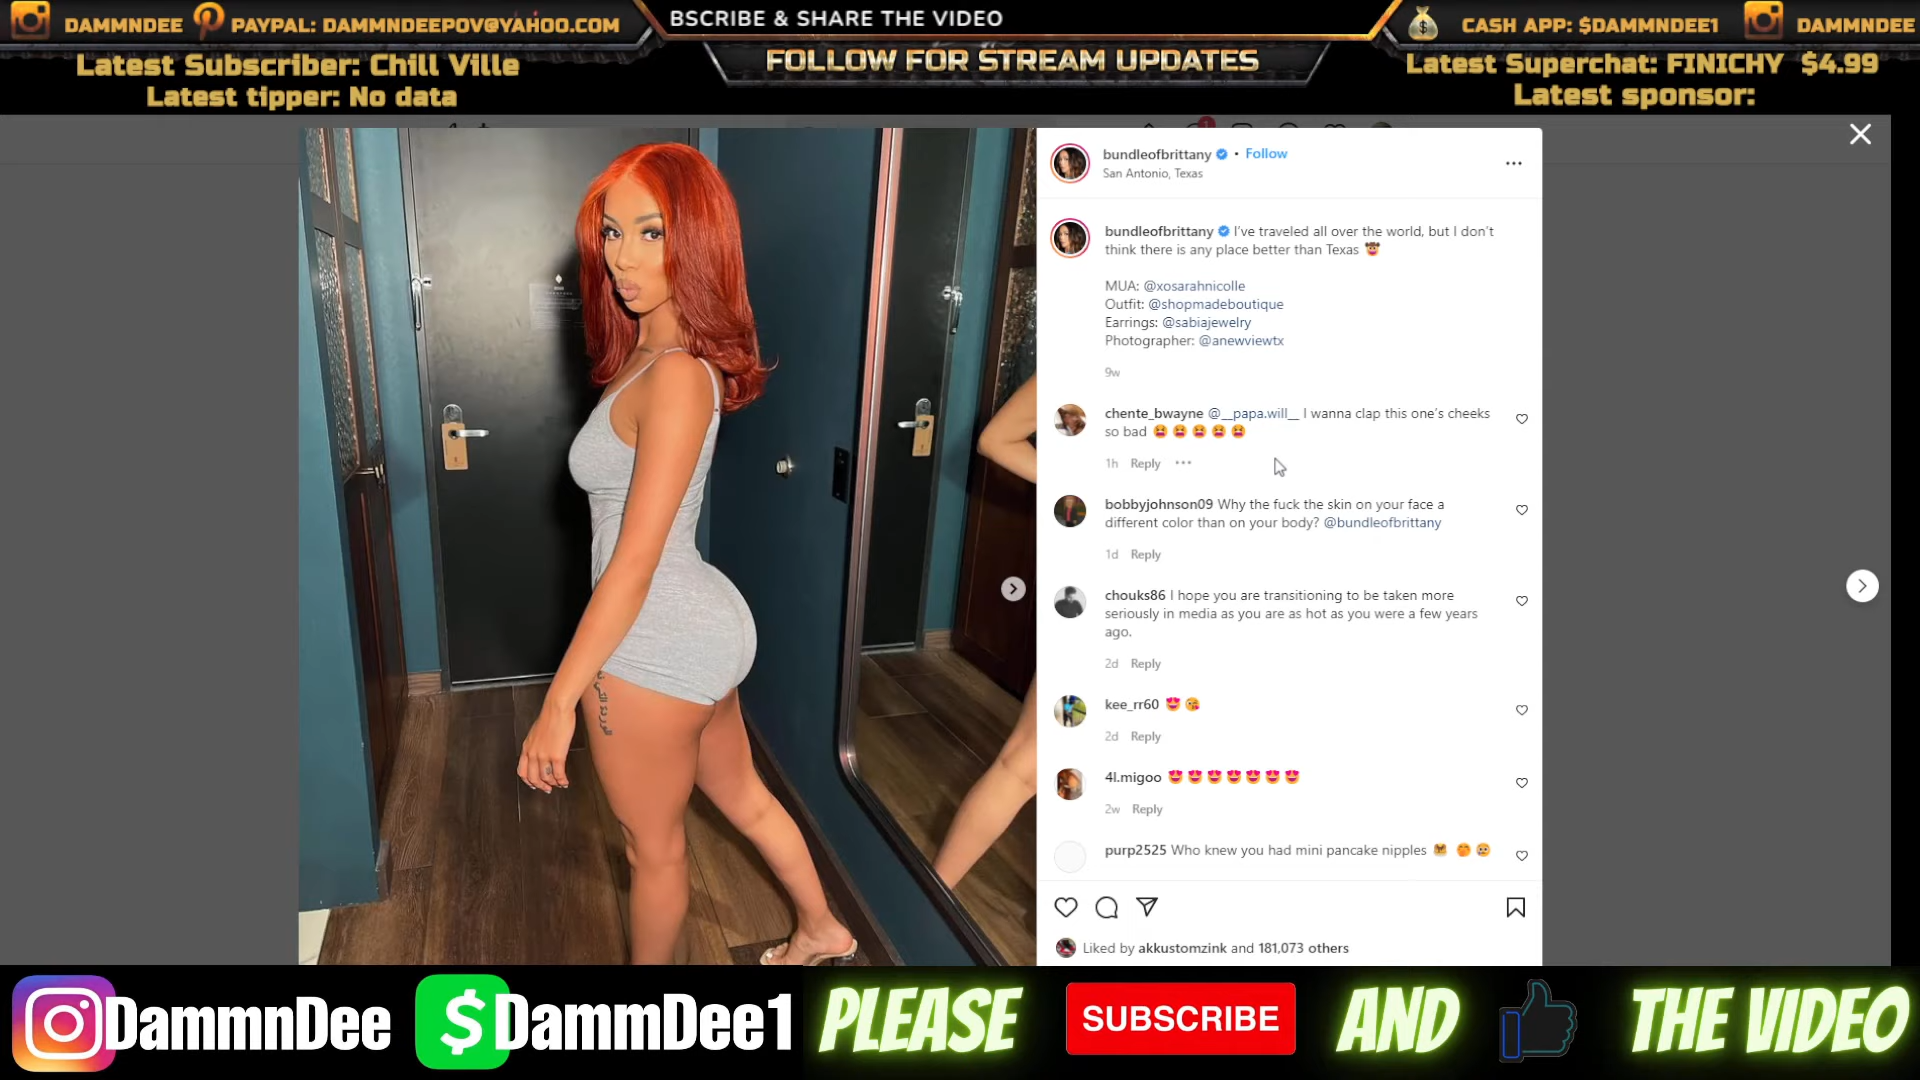 DAMMNDEE
PAYPAL: DAMMNDEEPOV@YAHOO.COM
BSCRIBE & SHARE THE VIDEO
CASH APP: $DAMMNDEE1
DAMMNDEE
Latest Subscriber: Chill Ville
Latest tipper: No data
FOLLOW FOR STREAM UPDATES
Latest Superchat: FINICHY $4.99
Latest sponsor:
bundleofbrittany • Follow
San Antonio, Texas
bundleofbrittany I've traveled all over the world, but I don't
think there is any place better than Texas 🤠
MUA: @xosarahnicolle
Outfit: @shopmadeboutique
Earrings: @sabiajewelry
Photographer: @anewviewtx
9w
chente_bwayne @__papa.will__ I wanna clap this one's cheeks
so bad 😫😫😫😫😫
1h Reply
bobbyjohnson09 Why the fuck the skin on your face a
different color than on your body? @bundleofbrittany
1d Reply
chouks86 I hope you are transitioning to be taken more
seriously in media as you are as hot as you were a few years
ago.
2d Reply
kee_rr60 😍😘
2d Reply
4l.migoo 😍😍😍😍😍😍😍
2w Reply
purp2525 Who knew you had mini pancake nipples
Liked by akkustomzink and 181,073 others
DammnDee
$DammDee1
PLEASE
SUBSCRIBE
AND
THE VIDEO